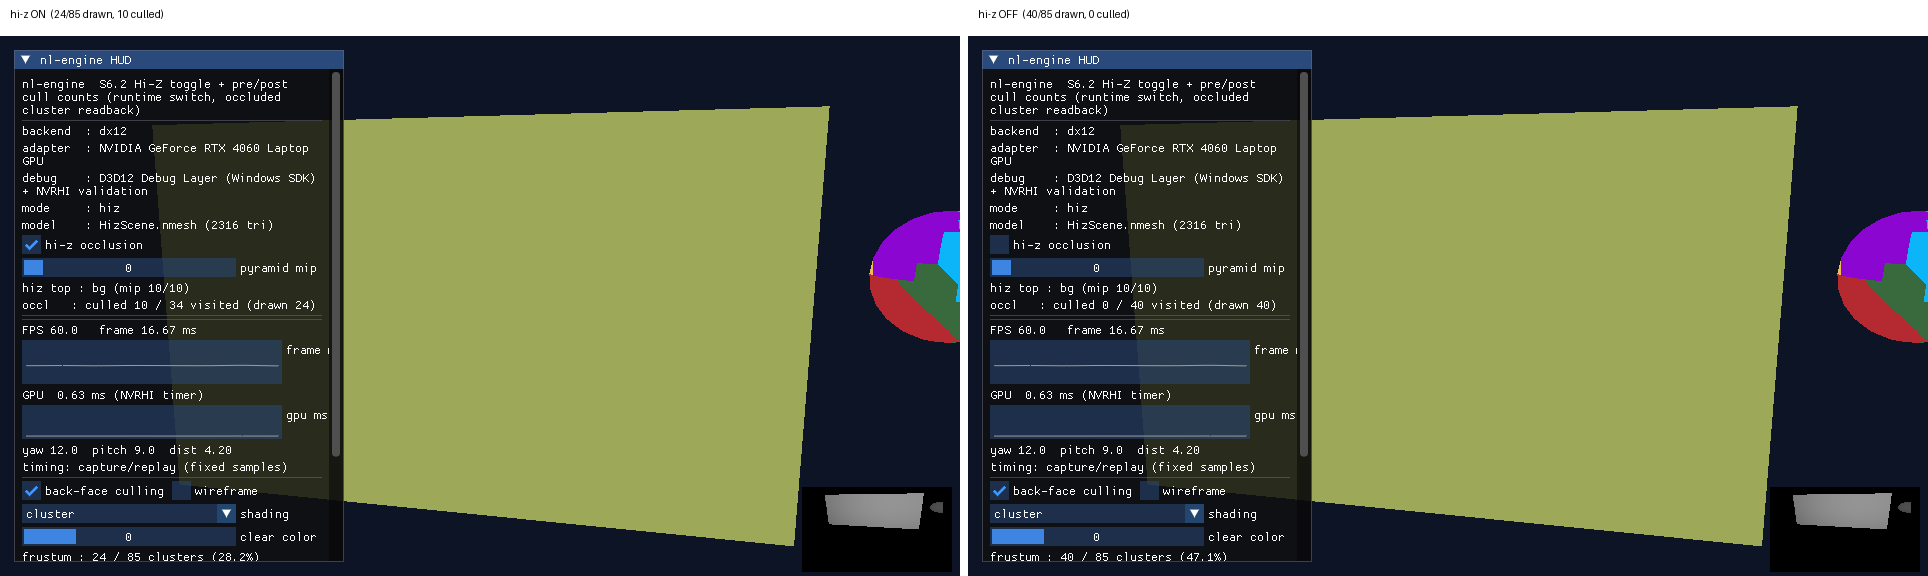 hi-z ON (24/85 drawn, 10 culled)
nl-engine HUD
nl-engine S6.2 Hi-Z toggle + pre/post
cull counts (runtime switch, occluded
cluster readback)
backend : dx12
adapter : NVIDIA GeForce RTX 4060 Laptop
GPU
debug : D3D12 Debug Layer (Windows SDK)
+ NVRHI validation
mode : hiz
model : HizScene.nmesh (2316 tri)
hi-z occlusion
0 pyramid mip
hiz top : bg (mip 10/10)
occl : culled 10 / 34 visited (drawn 24)
FPS 60.0 frame 16.67 ms
frame
GPU 0.63 ms (NVRHI timer)
gpu ms
yaw 12.0 pitch 9.0 dist 4.20
timing: capture/replay (fixed samples)
back-face culling wireframe
cluster shading
0 clear color
frustum : 24 / 85 clusters (28.2%)
hi-z OFF (40/85 drawn, 0 culled)
nl-engine HUD
nl-engine S6.2 Hi-Z toggle + pre/post
cull counts (runtime switch, occluded
cluster readback)
backend : dx12
adapter : NVIDIA GeForce RTX 4060 Laptop
GPU
debug : D3D12 Debug Layer (Windows SDK)
+ NVRHI validation
mode : hiz
model : HizScene.nmesh (2316 tri)
hi-z occlusion
0 pyramid mip
hiz top : bg (mip 10/10)
occl : culled 0 / 40 visited (drawn 40)
FPS 60.0 frame 16.67 ms
frame
GPU 0.63 ms (NVRHI timer)
gpu ms
yaw 12.0 pitch 9.0 dist 4.20
timing: capture/replay (fixed samples)
back-face culling wireframe
cluster shading
0 clear color
frustum : 40 / 85 clusters (47.1%)